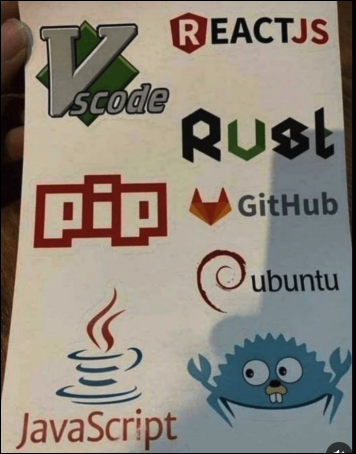 Vscode
REACTJS
Rust
pip
GitHub
ubuntu
JavaScript